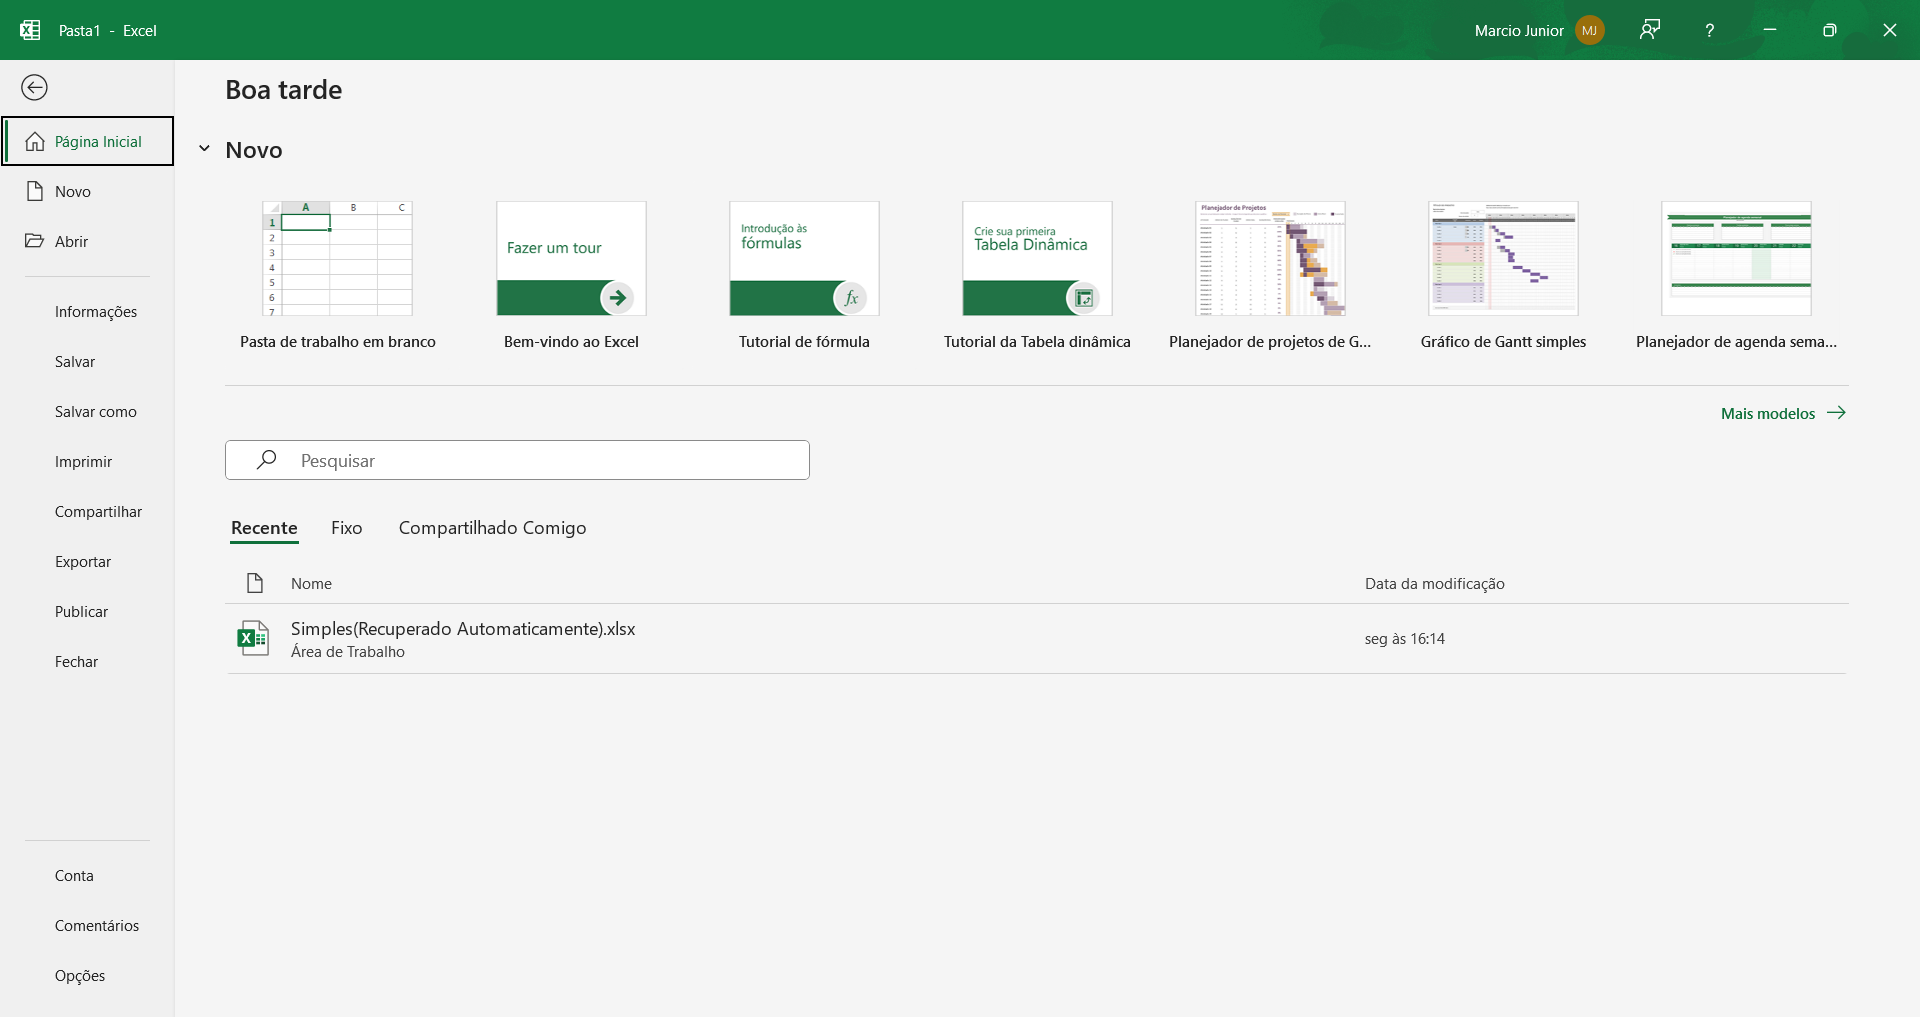 Pasta1 - Excel
Marcio Junior
MJ
?
Página Inicial
Novo
Abrir
Informações
Salvar
Salvar como
Imprimir
Compartilhar
Exportar
Publicar
Fechar
Conta
Comentários
Opções
Boa tarde
Novo
A B C
1
2
3
4
5
6
7
Pasta de trabalho em branco
Fazer um tour
Bem-vindo ao Excel
Introdução às
fórmulas
fx
Tutorial de fórmula
Crie sua primeira
Tabela Dinâmica
Tutorial da Tabela dinâmica
Planejador de Projetos
Planejador de projetos de G...
Gráfico de Gantt simples
Planejador de agenda sema...
Mais modelos
Pesquisar
Recente Fixo Compartilhado Comigo
Nome Data da modificação
Simples(Recuperado Automaticamente).xlsx
Área de Trabalho
seg às 16:14